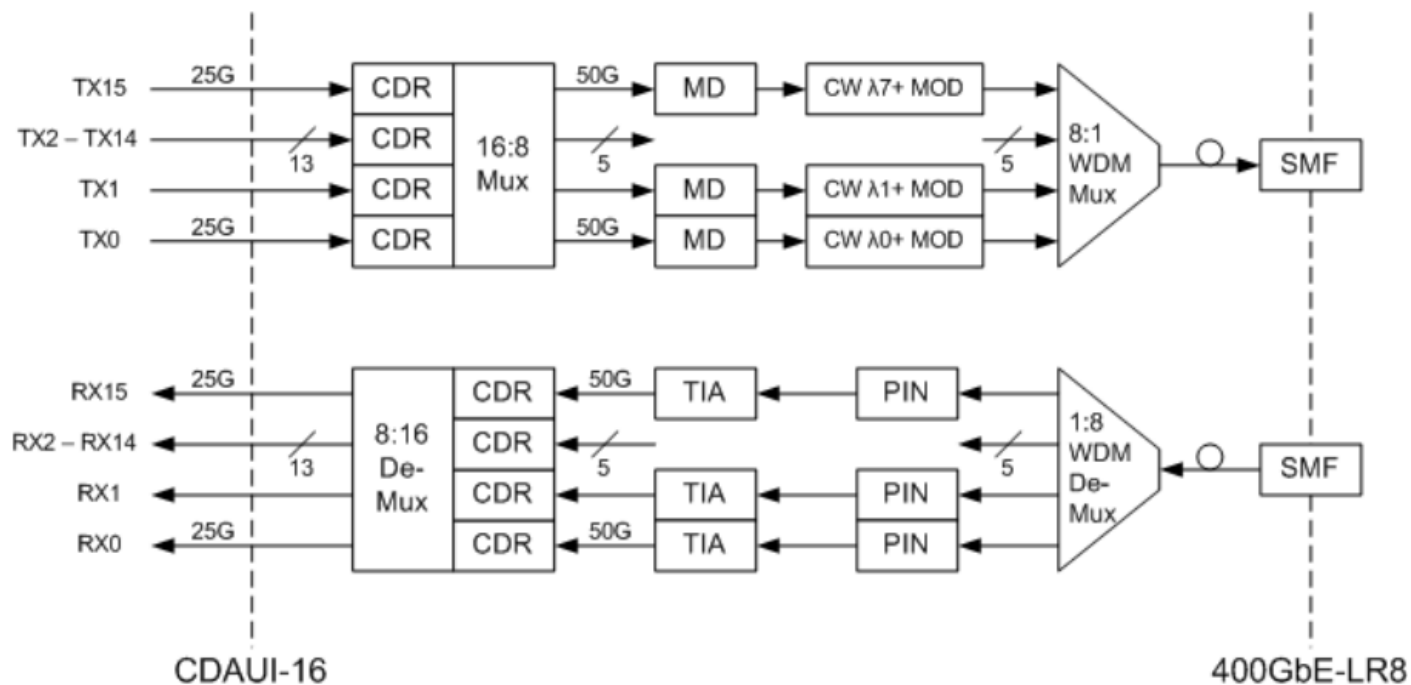 TX15 25G CDR 50G MD CW λ7+ MOD
TX2 – TX14 13 CDR 5 5
TX1 CDR MD CW λ1+ MOD
TX0 25G CDR 50G MD CW λ0+ MOD
16:8
Mux
8:1
WDM
Mux
SMF
RX15 25G CDR 50G TIA PIN
RX2 – RX14 13 CDR 5 5
RX1 CDR TIA PIN
RX0 25G CDR 50G TIA PIN
8:16
De-
Mux
1:8
WDM
De-
Mux
SMF
CDAUI-16 400GbE-LR8